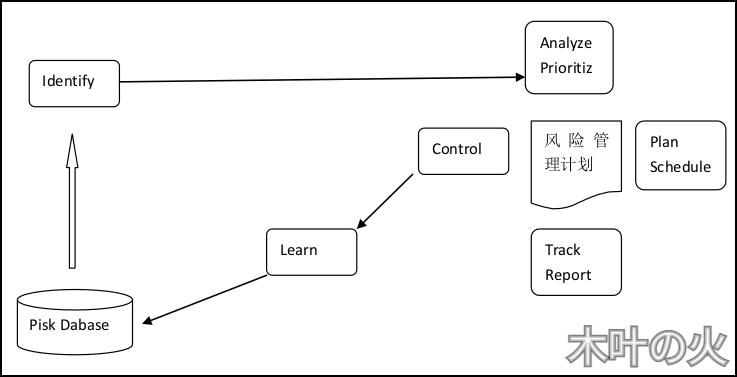 Analyze
Prioritiz
Identify
Control
风 险 管
理计划
Plan
Schedule
Learn
Track
Report
Pisk Dabase
木叶の火